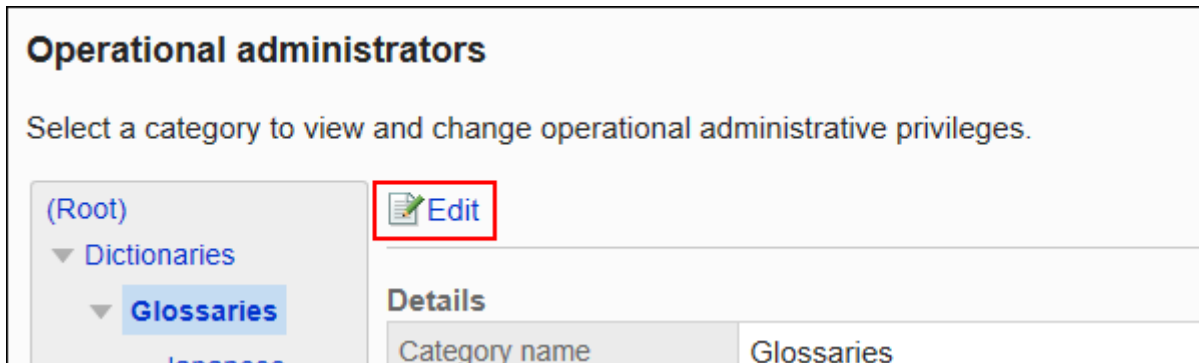 Operational administrators
Select a category to view and change operational administrative privileges.
(Root)
Edit
Dictionaries
Glossaries
Details
Category name Glossaries
Japanese